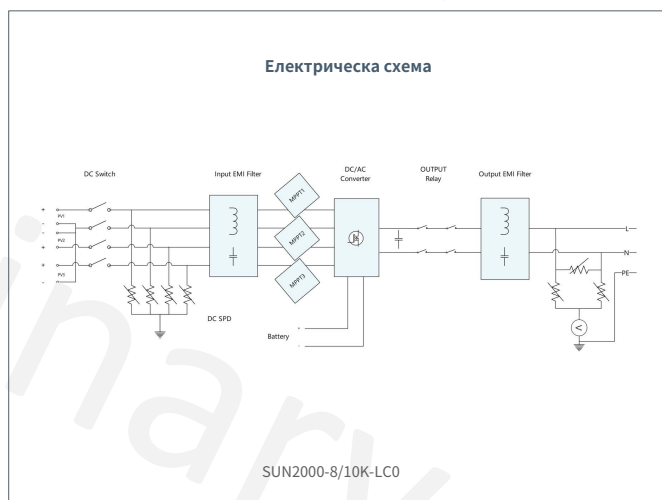 Електрическа схема
DC Switch
Input EMI Filter
DC/AC
Converter
OUTPUT
Relay
Output EMI Filter
MPPT1
MPPT2
MPPT3
+
PV1
-
-
PV2
+
+
PV3
-
L
N
PE
DC SPD
Battery
+
-
SUN2000-8/10K-LC0
inary